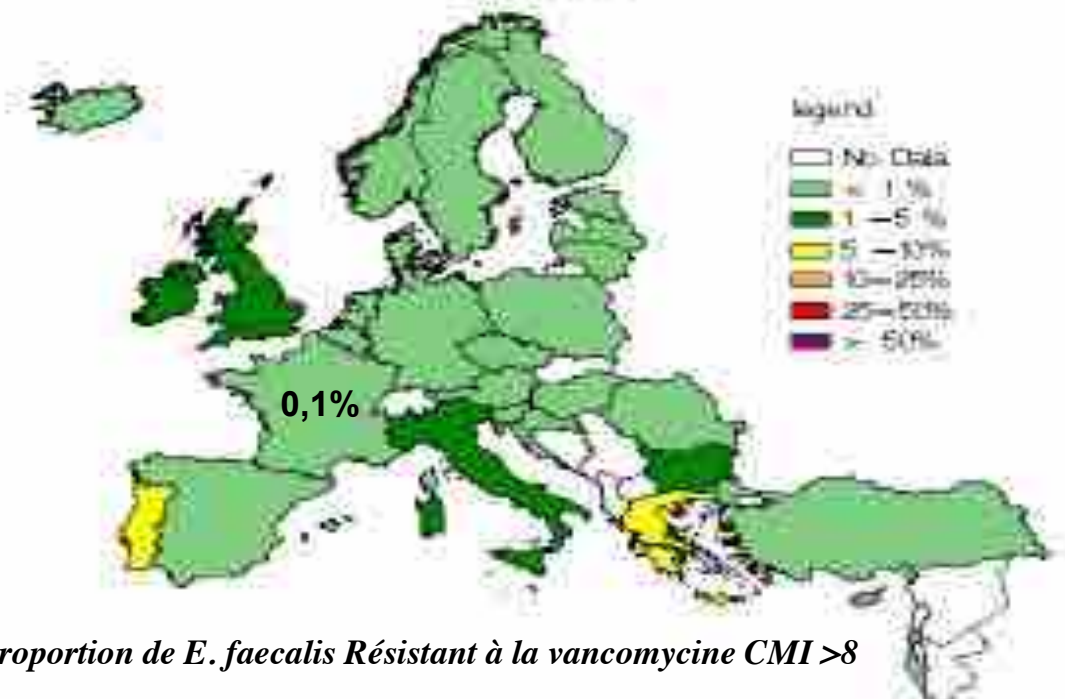 legend
No Data
< 1 %
1 –5 %
5 –10%
10–25%
25–50%
> 50%
0,1%
roportion de E. faecalis Résistant à la vancomycine CMI >8